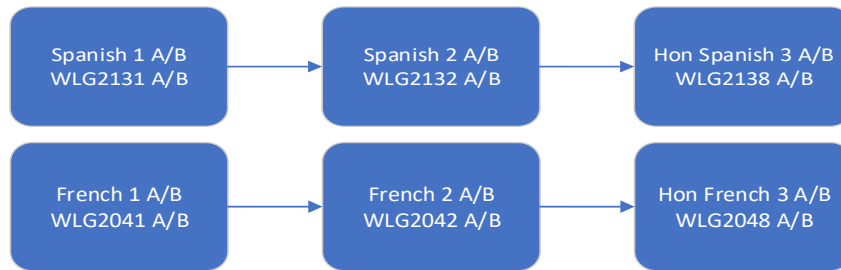 Spanish 1 A/B
WLG2131 A/B
Spanish 2 A/B
WLG2132 A/B
Hon Spanish 3 A/B
WLG2138 A/B
French 1 A/B
WLG2041 A/B
French 2 A/B
WLG2042 A/B
Hon French 3 A/B
WLG2048 A/B